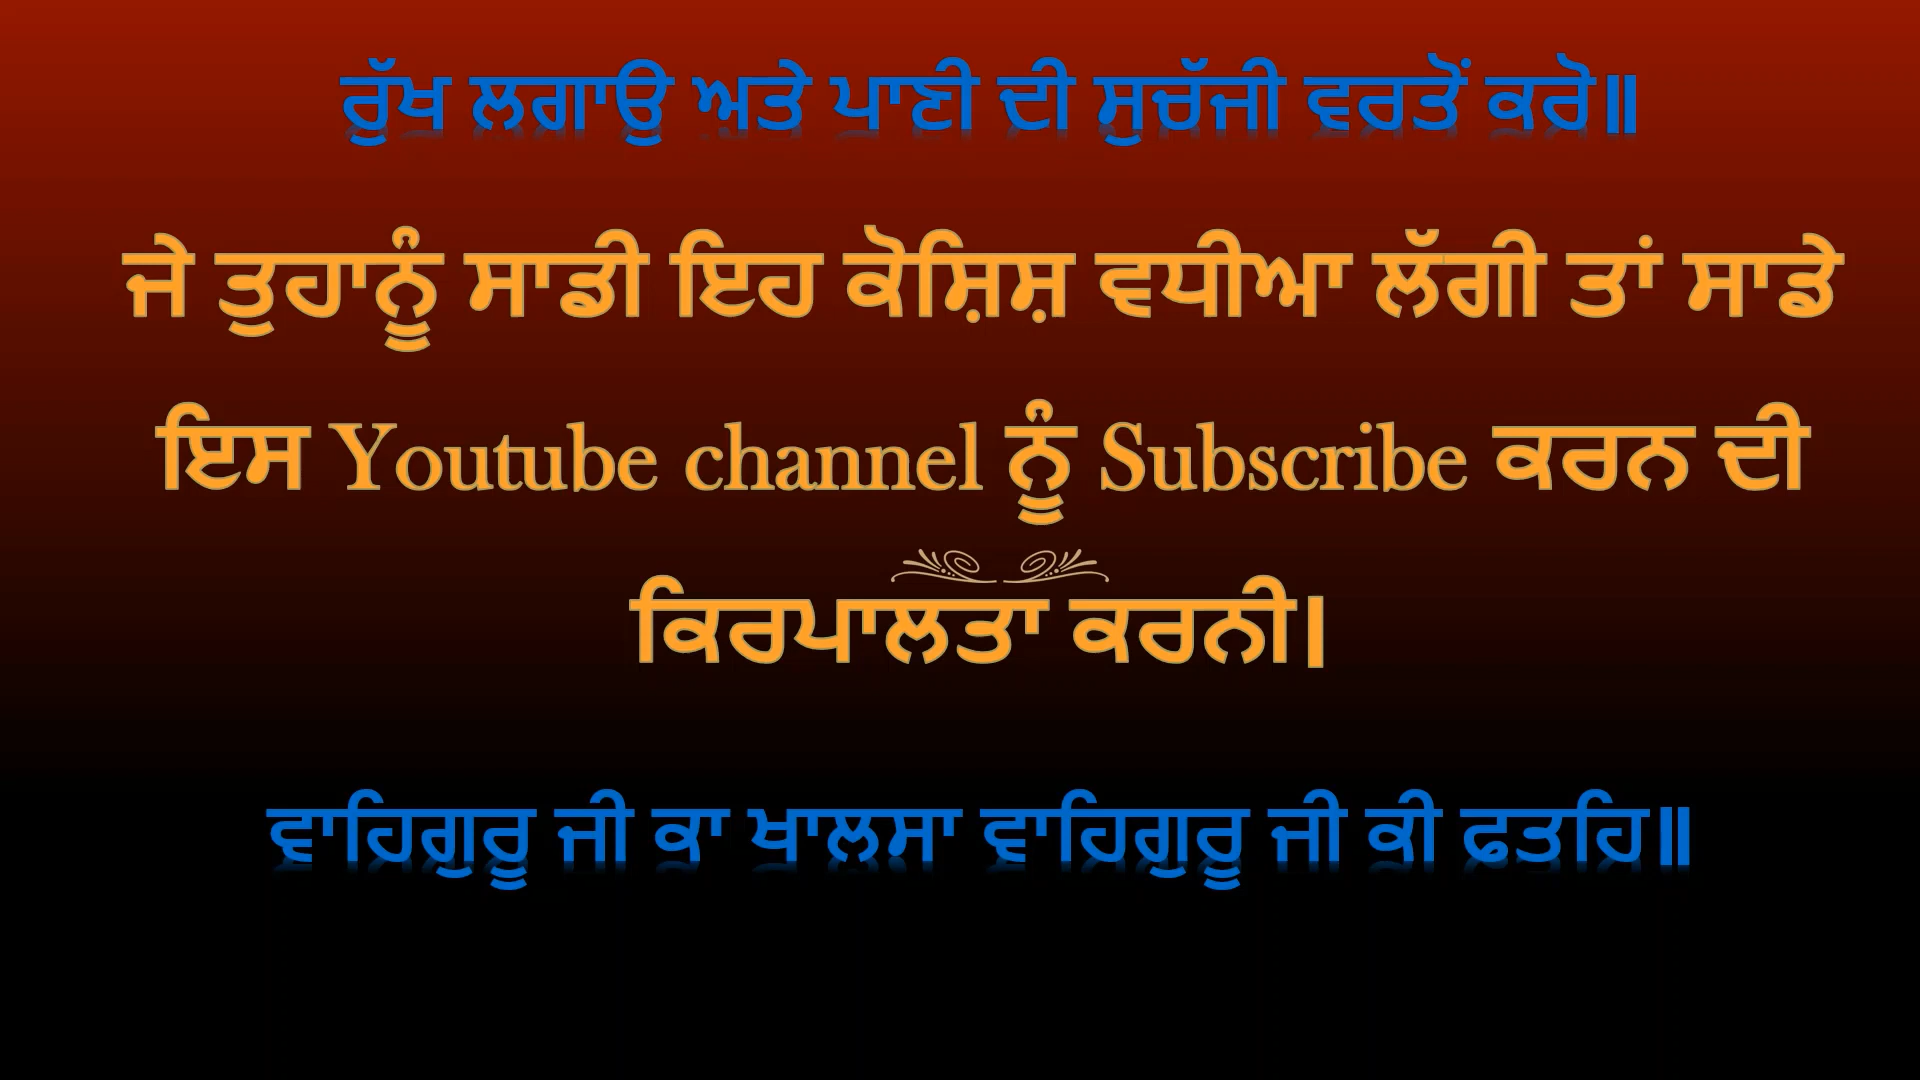 ਰੁੱਖ ਲਗਾਉ ਅਤੇ ਪਾਣੀ ਦੀ ਸੁਚੱਜੀ ਵਰਤੋਂ ਕਰੋ॥
ਜੇ ਤੁਹਾਨੂੰ ਸਾਡੀ ਇਹ ਕੋਸ਼ਿਸ਼ ਵਧੀਆ ਲੱਗੀ ਤਾਂ ਸਾਡੇ
ਇਸ Youtube channel ਨੂੰ Subscribe ਕਰਨ ਦੀ
ਕਿਰਪਾਲਤਾ ਕਰਨੀ।
ਵਾਹਿਗੁਰੂ ਜੀ ਕਾ ਖਾਲਸਾ ਵਾਹਿਗੁਰੂ ਜੀ ਕੀ ਫਤਹਿ॥